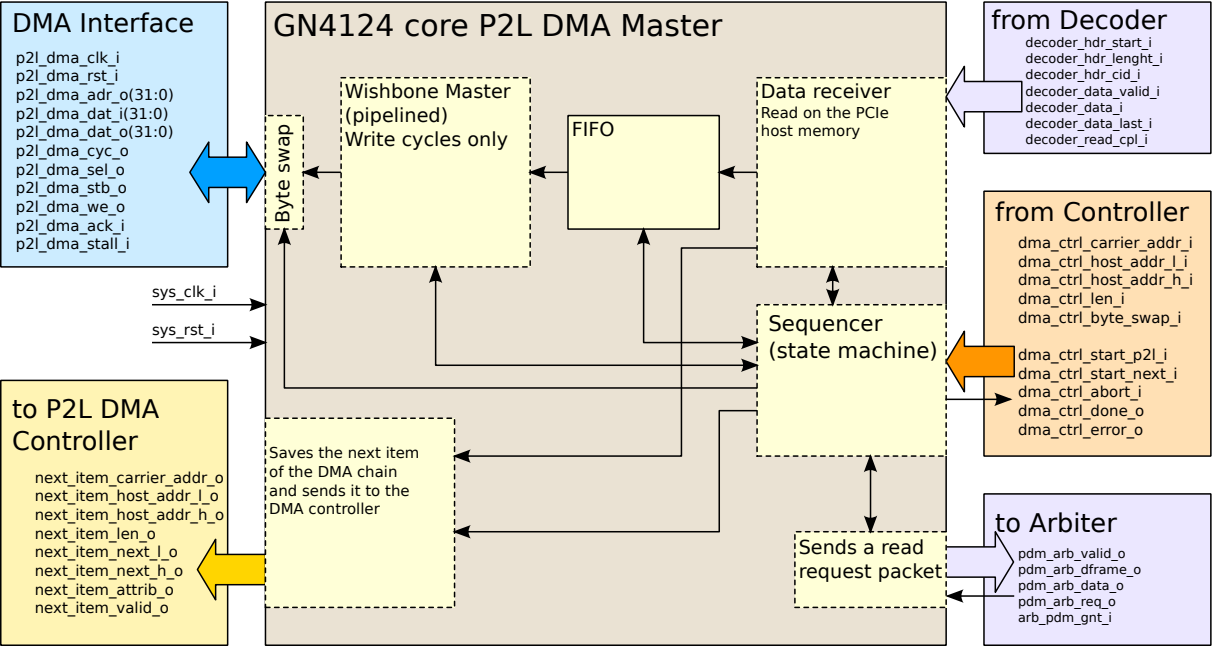 DMA Interface
p2l_dma_clk_i
p2l_dma_rst_i
p2l_dma_adr_o(31:0)
p2l_dma_dat_i(31:0)
p2l_dma_dat_o(31:0)
p2l_dma_cyc_o
p2l_dma_sel_o
p2l_dma_stb_o
p2l_dma_we_o
p2l_dma_ack_i
p2l_dma_stall_i
sys_clk_i
sys_rst_i
to P2L DMA
Controller
next_item_carrier_addr_o
next_item_host_addr_l_o
next_item_host_addr_h_o
next_item_len_o
next_item_next_l_o
next_item_next_h_o
next_item_attrib_o
next_item_valid_o
GN4124 core P2L DMA Master
Byte swap
Wishbone Master
(pipelined)
Write cycles only
FIFO
Data receiver
Read on the PCIe
host memory
Sequencer
(state machine)
Saves the next item
of the DMA chain
and sends it to the
DMA controller
Sends a read
request packet
from Decoder
decoder_hdr_start_i
decoder_hdr_lenght_i
decoder_hdr_cid_i
decoder_data_valid_i
decoder_data_i
decoder_data_last_i
decoder_read_cpl_i
from Controller
dma_ctrl_carrier_addr_i
dma_ctrl_host_addr_l_i
dma_ctrl_host_addr_h_i
dma_ctrl_len_i
dma_ctrl_byte_swap_i
dma_ctrl_start_p2l_i
dma_ctrl_start_next_i
dma_ctrl_abort_i
dma_ctrl_done_o
dma_ctrl_error_o
to Arbiter
pdm_arb_valid_o
pdm_arb_dframe_o
pdm_arb_data_o
pdm_arb_req_o
arb_pdm_gnt_i